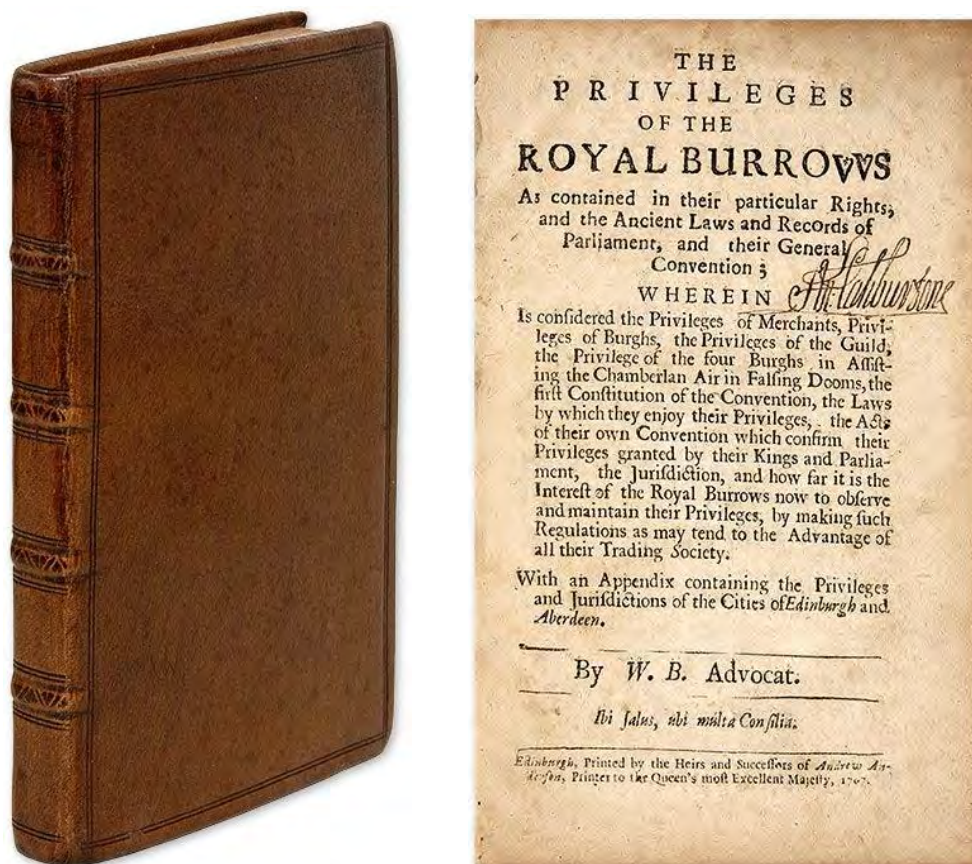 THE
PRIVILEGES
OF THE
ROYAL BURROWS
As contained in their particular Rights,
and the Ancient Laws and Records of
Parliament, and their General
Convention;
WHEREIN
Is conſidered the Privileges of Merchants, Privi-
leges of Burghs, the Privileges of the Guild,
the Privilege of the four Burghs in Aſſiſt-
ing the Chamberlan Air in Falſing Dooms, the
firſt Conſtitution of the Convention, the Laws
by which they enjoy their Privileges, the Acts
of their own Convention which confirm their
Privileges granted by their Kings and Parlia-
ment, the Juriſdiction, and how far it is the
Intereſt of the Royal Burrows now to obſerve
and maintain their Privileges, by making ſuch
Regulations as may tend to the Advantage of
all their Trading Society.
With an Appendix containing the Privileges
and Juriſdictions of the Cities of Edinburgh and
Aberdeen.
By W. B. Advocat.
Ibi ſalus, ubi multa Conſilia.
Edinburgh, Printed by the Heirs and Succeſſors of Andrew An-
derſon, Printer to the Queen's moſt Excellent Majeſty, 1707.